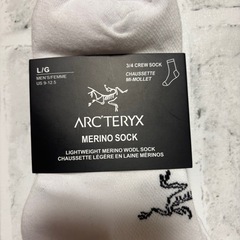 L/G
MEN'S/FEMME
US 9-12.5
3/4 CREW SOCK
CHAUSSETTE
MI-MOLLET
ARC'TERYX
MERINO SOCK
LIGHTWEIGHT MERINO WOOL SOCK
CHAUSSETTE LÉGÈRE EN LAINE MÉRINOS